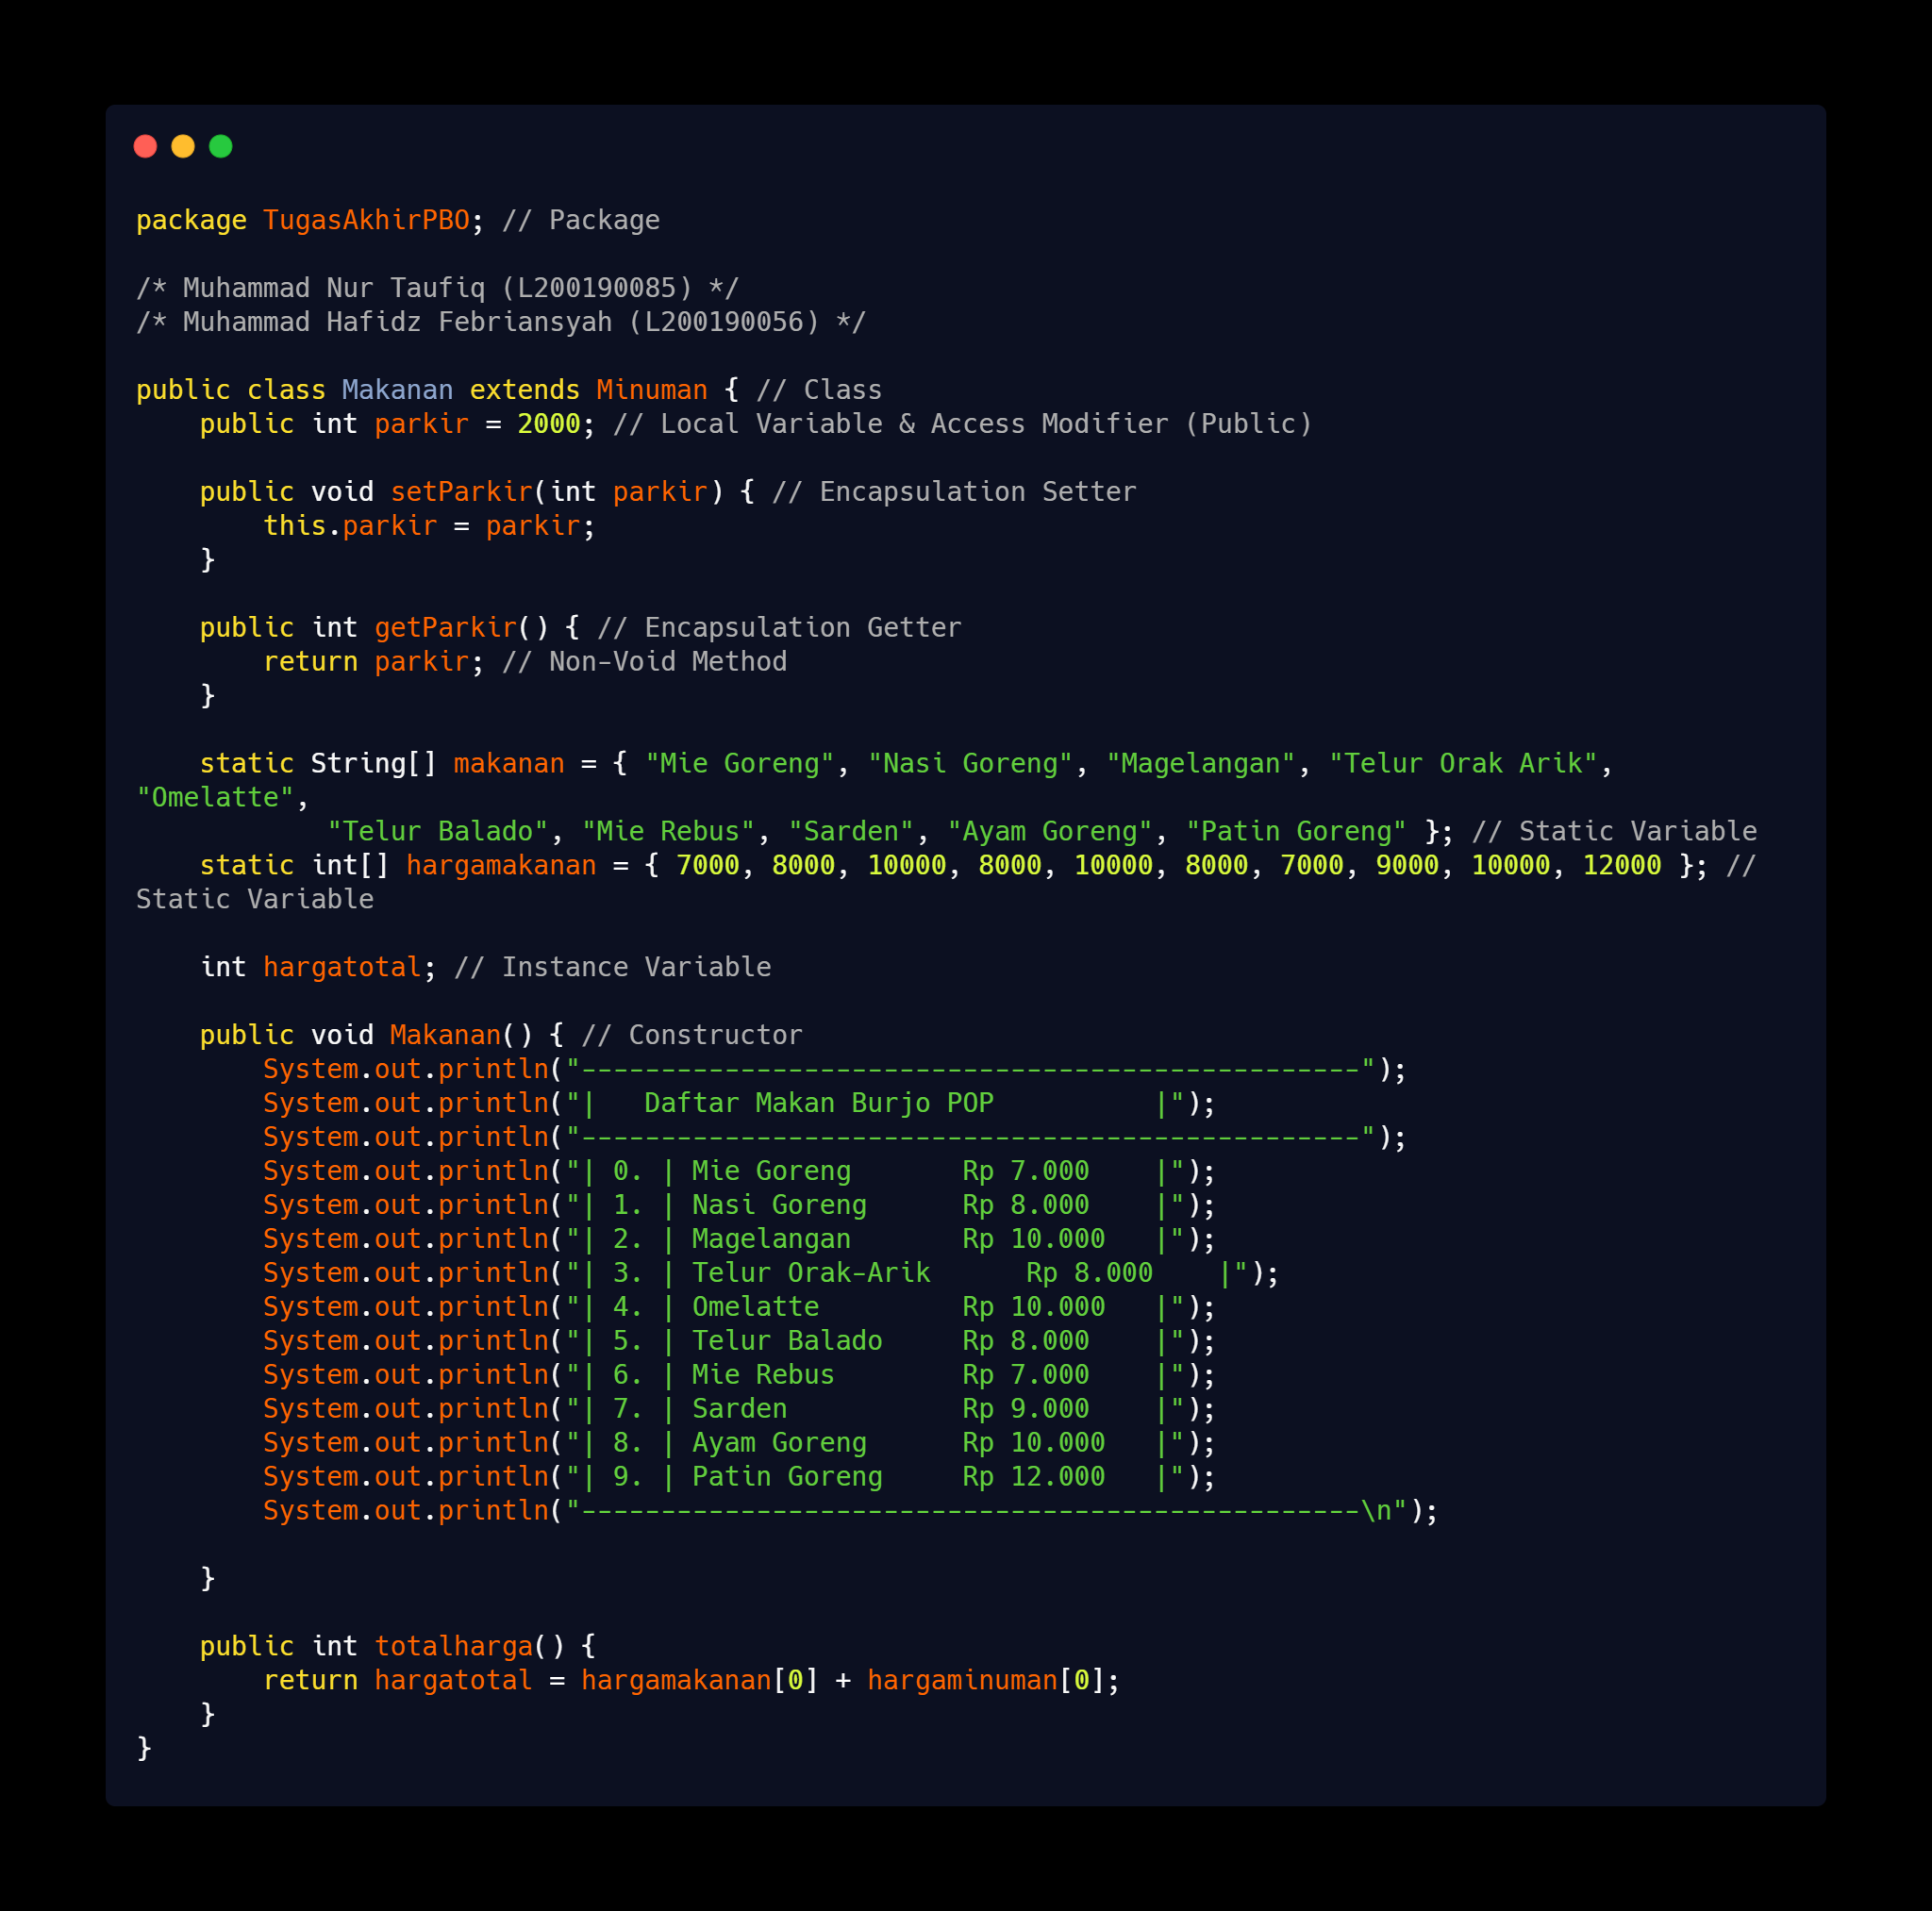 package TugasAkhirPBO; // Package

/* Muhammad Nur Taufiq (L200190085) */
/* Muhammad Hafidz Febriansyah (L200190056) */

public class Makanan extends Minuman { // Class
    public int parkir = 2000; // Local Variable & Access Modifier (Public)

    public void setParkir(int parkir) { // Encapsulation Setter
        this.parkir = parkir;
    }

    public int getParkir() { // Encapsulation Getter
        return parkir; // Non-Void Method
    }

    static String[] makanan = { "Mie Goreng", "Nasi Goreng", "Magelangan", "Telur Orak Arik",
"Omelatte",
            "Telur Balado", "Mie Rebus", "Sarden", "Ayam Goreng", "Patin Goreng" }; // Static Variable
    static int[] hargamakanan = { 7000, 8000, 10000, 8000, 10000, 8000, 7000, 9000, 10000, 12000 }; //
Static Variable

    int hargatotal; // Instance Variable

    public void Makanan() { // Constructor
        System.out.println("-------------------------------------------------");
        System.out.println("|   Daftar Makan Burjo POP          |");
        System.out.println("-------------------------------------------------");
        System.out.println("| 0. | Mie Goreng       Rp 7.000    |");
        System.out.println("| 1. | Nasi Goreng      Rp 8.000    |");
        System.out.println("| 2. | Magelangan       Rp 10.000   |");
        System.out.println("| 3. | Telur Orak-Arik      Rp 8.000    |");
        System.out.println("| 4. | Omelatte         Rp 10.000   |");
        System.out.println("| 5. | Telur Balado     Rp 8.000    |");
        System.out.println("| 6. | Mie Rebus        Rp 7.000    |");
        System.out.println("| 7. | Sarden           Rp 9.000    |");
        System.out.println("| 8. | Ayam Goreng      Rp 10.000   |");
        System.out.println("| 9. | Patin Goreng     Rp 12.000   |");
        System.out.println("-------------------------------------------------\n");

    }

    public int totalharga() {
        return hargatotal = hargamakanan[0] + hargaminuman[0];
    }
}